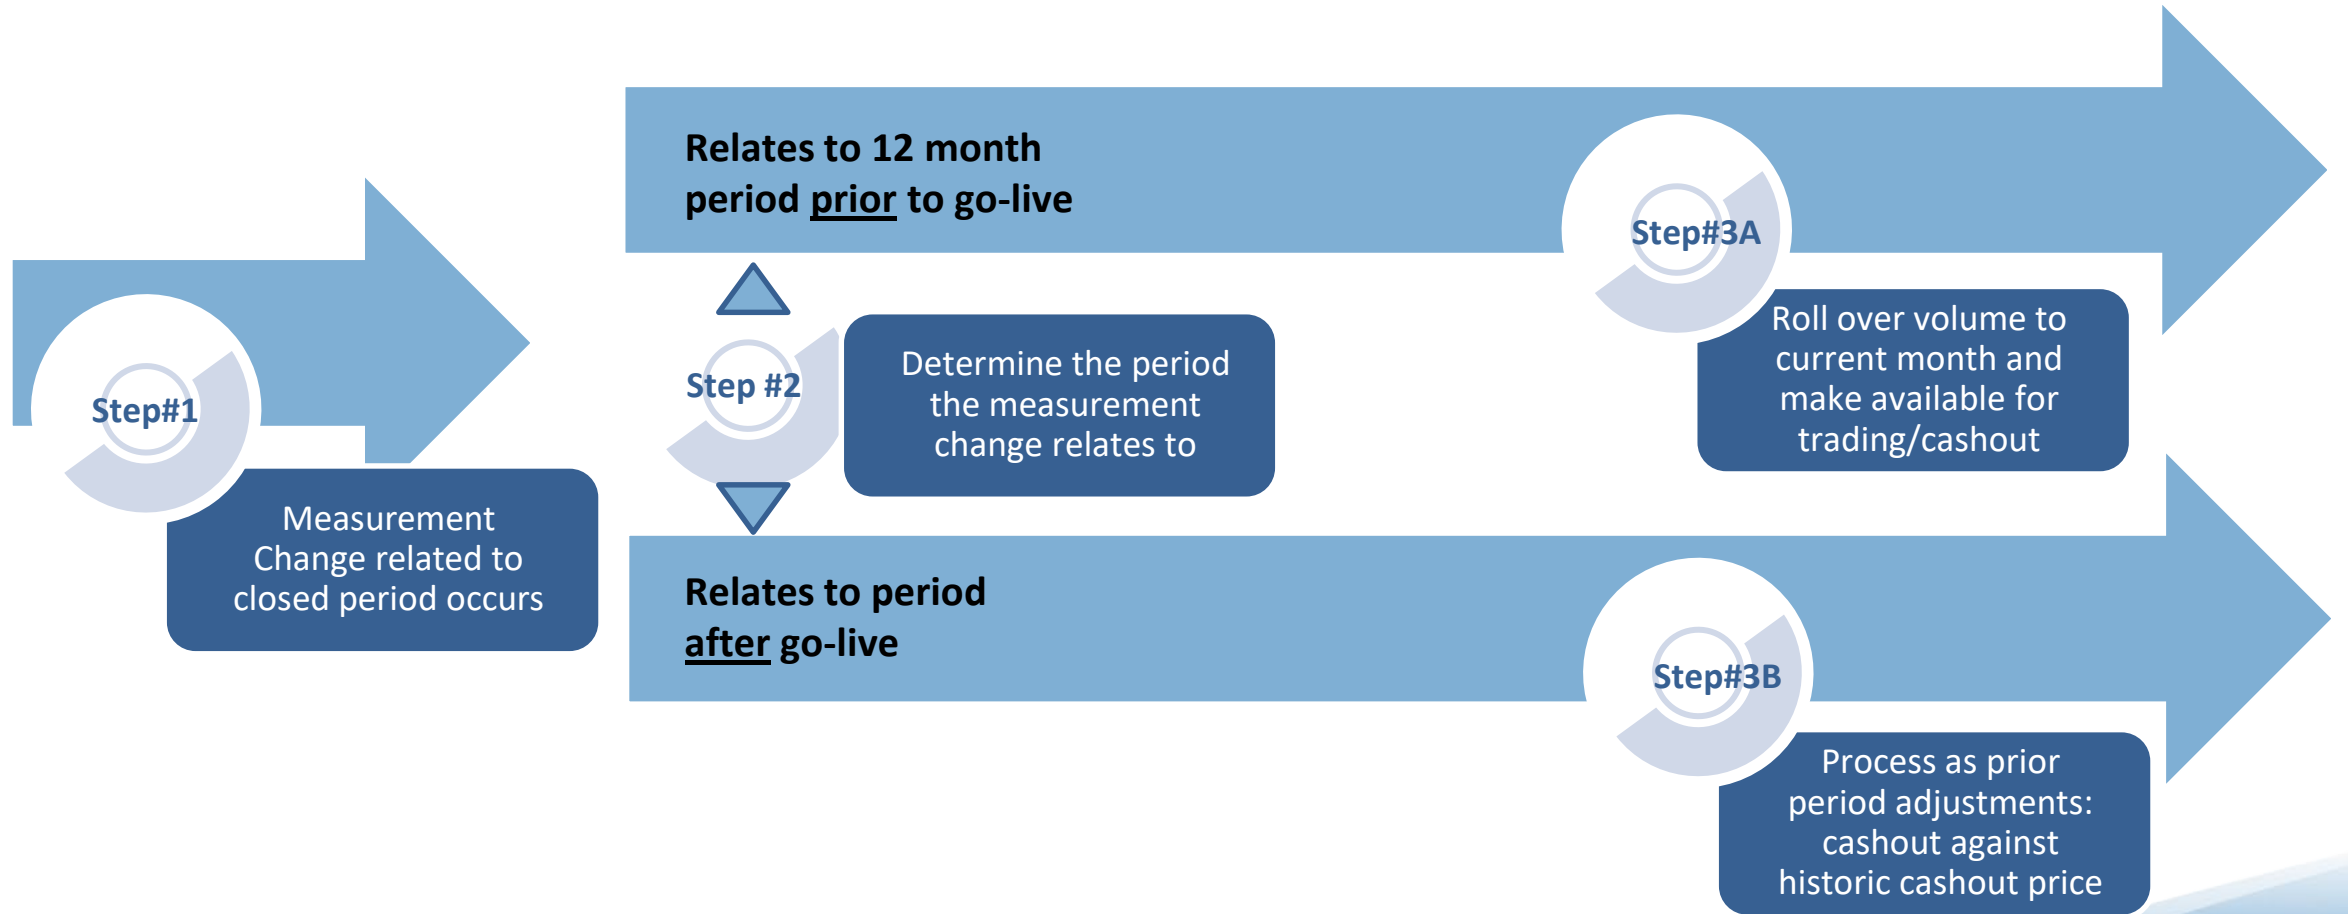 Step#1
Measurement
Change related to
closed period occurs
Step #2
Determine the period
the measurement
change relates to
Relates to 12 month
period prior to go-live
Step#3A
Roll over volume to
current month and
make available for
trading/cashout
Relates to period
after go-live
Step#3B
Process as prior
period adjustments:
cashout against
historic cashout price